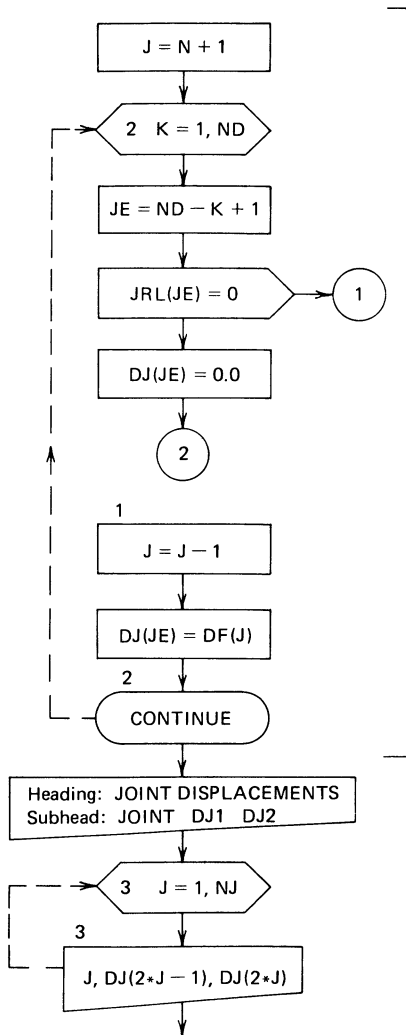 J = N + 1
2 K = 1, ND
JE = ND − K + 1
JRL(JE) = 0
1
DJ(JE) = 0.0
2
1
J = J − 1
DJ(JE) = DF(J)
2
CONTINUE
Heading: JOINT DISPLACEMENTS
Subhead: JOINT DJ1 DJ2
3 J = 1, NJ
3
J, DJ(2*J − 1), DJ(2*J)